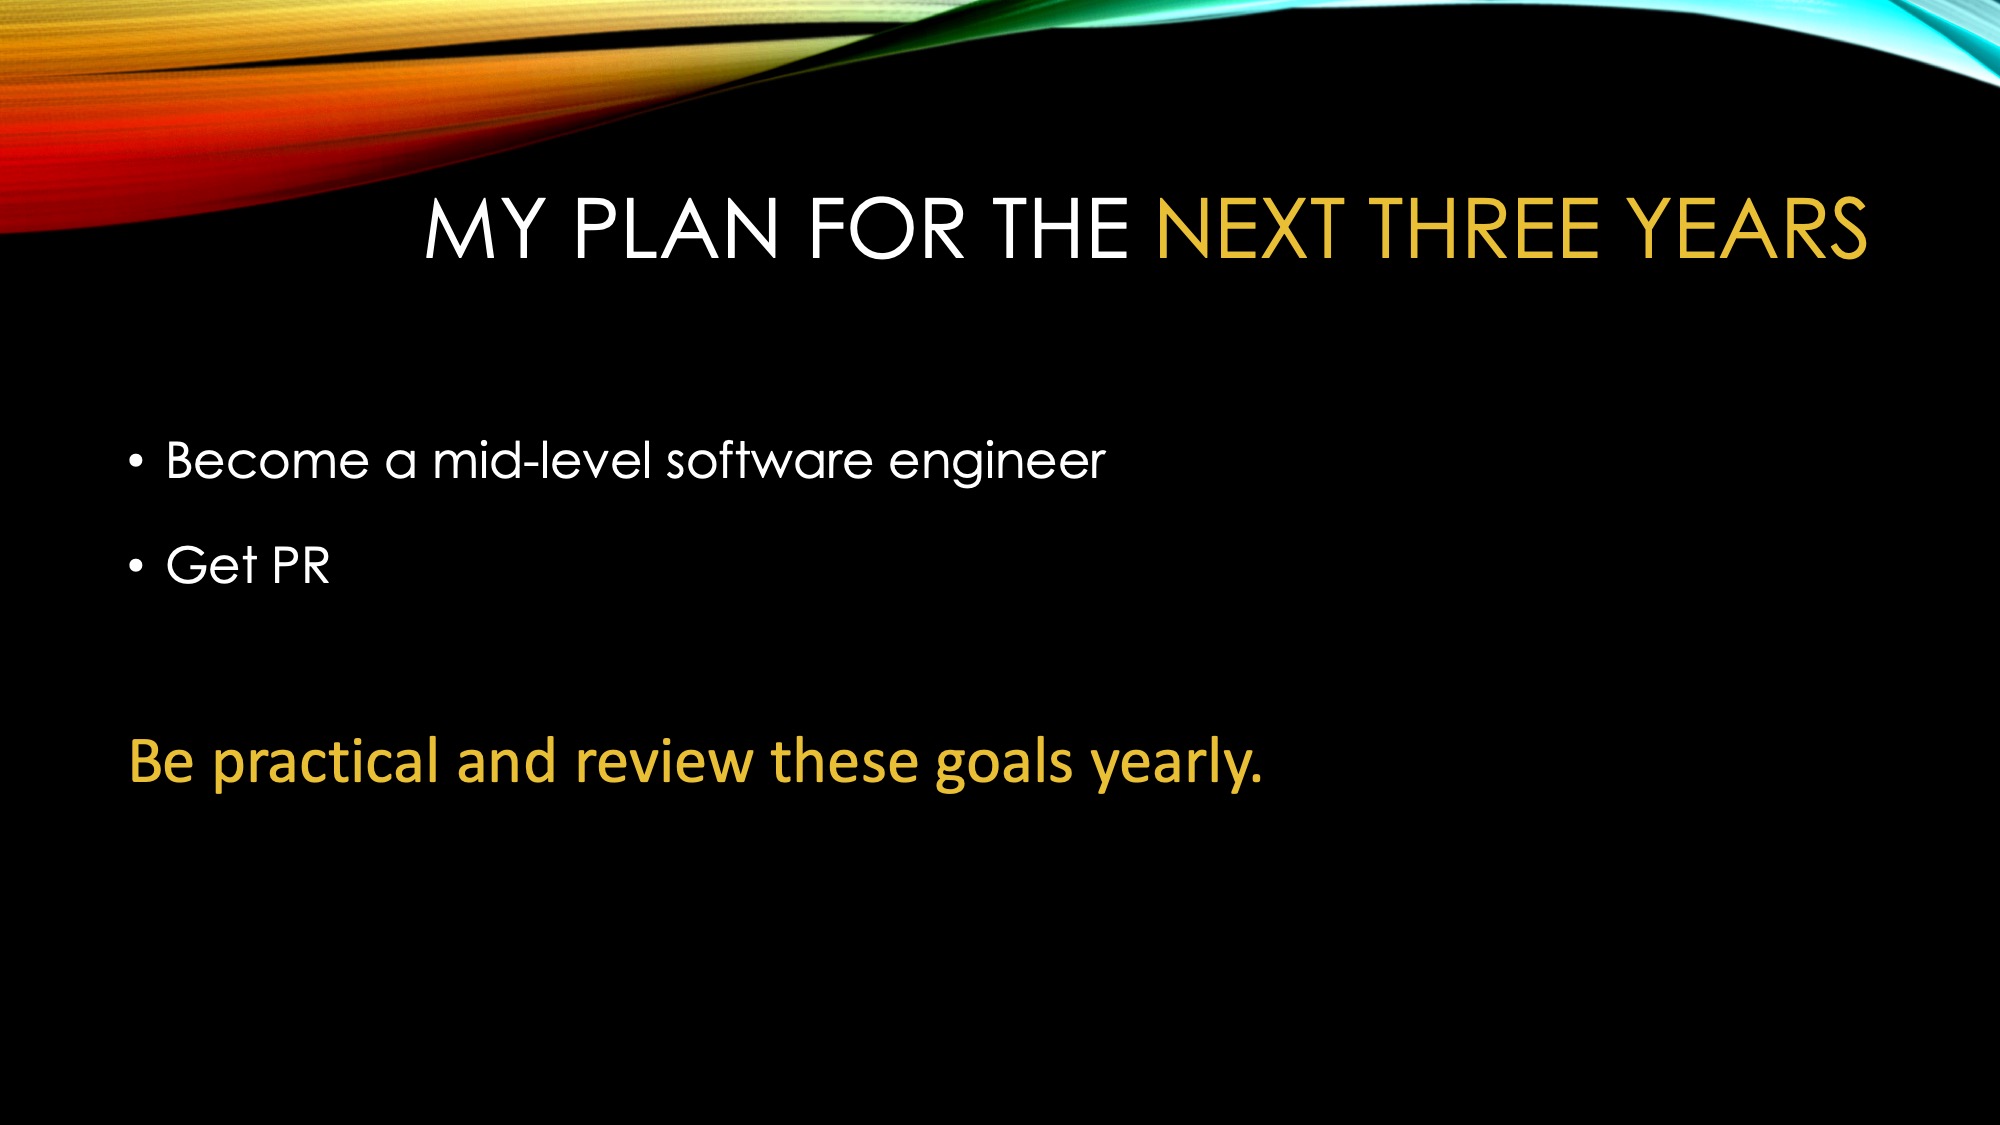 MY PLAN FOR THE NEXT THREE YEARS
• Become a mid-level software engineer
• Get PR
Be practical and review these goals yearly.